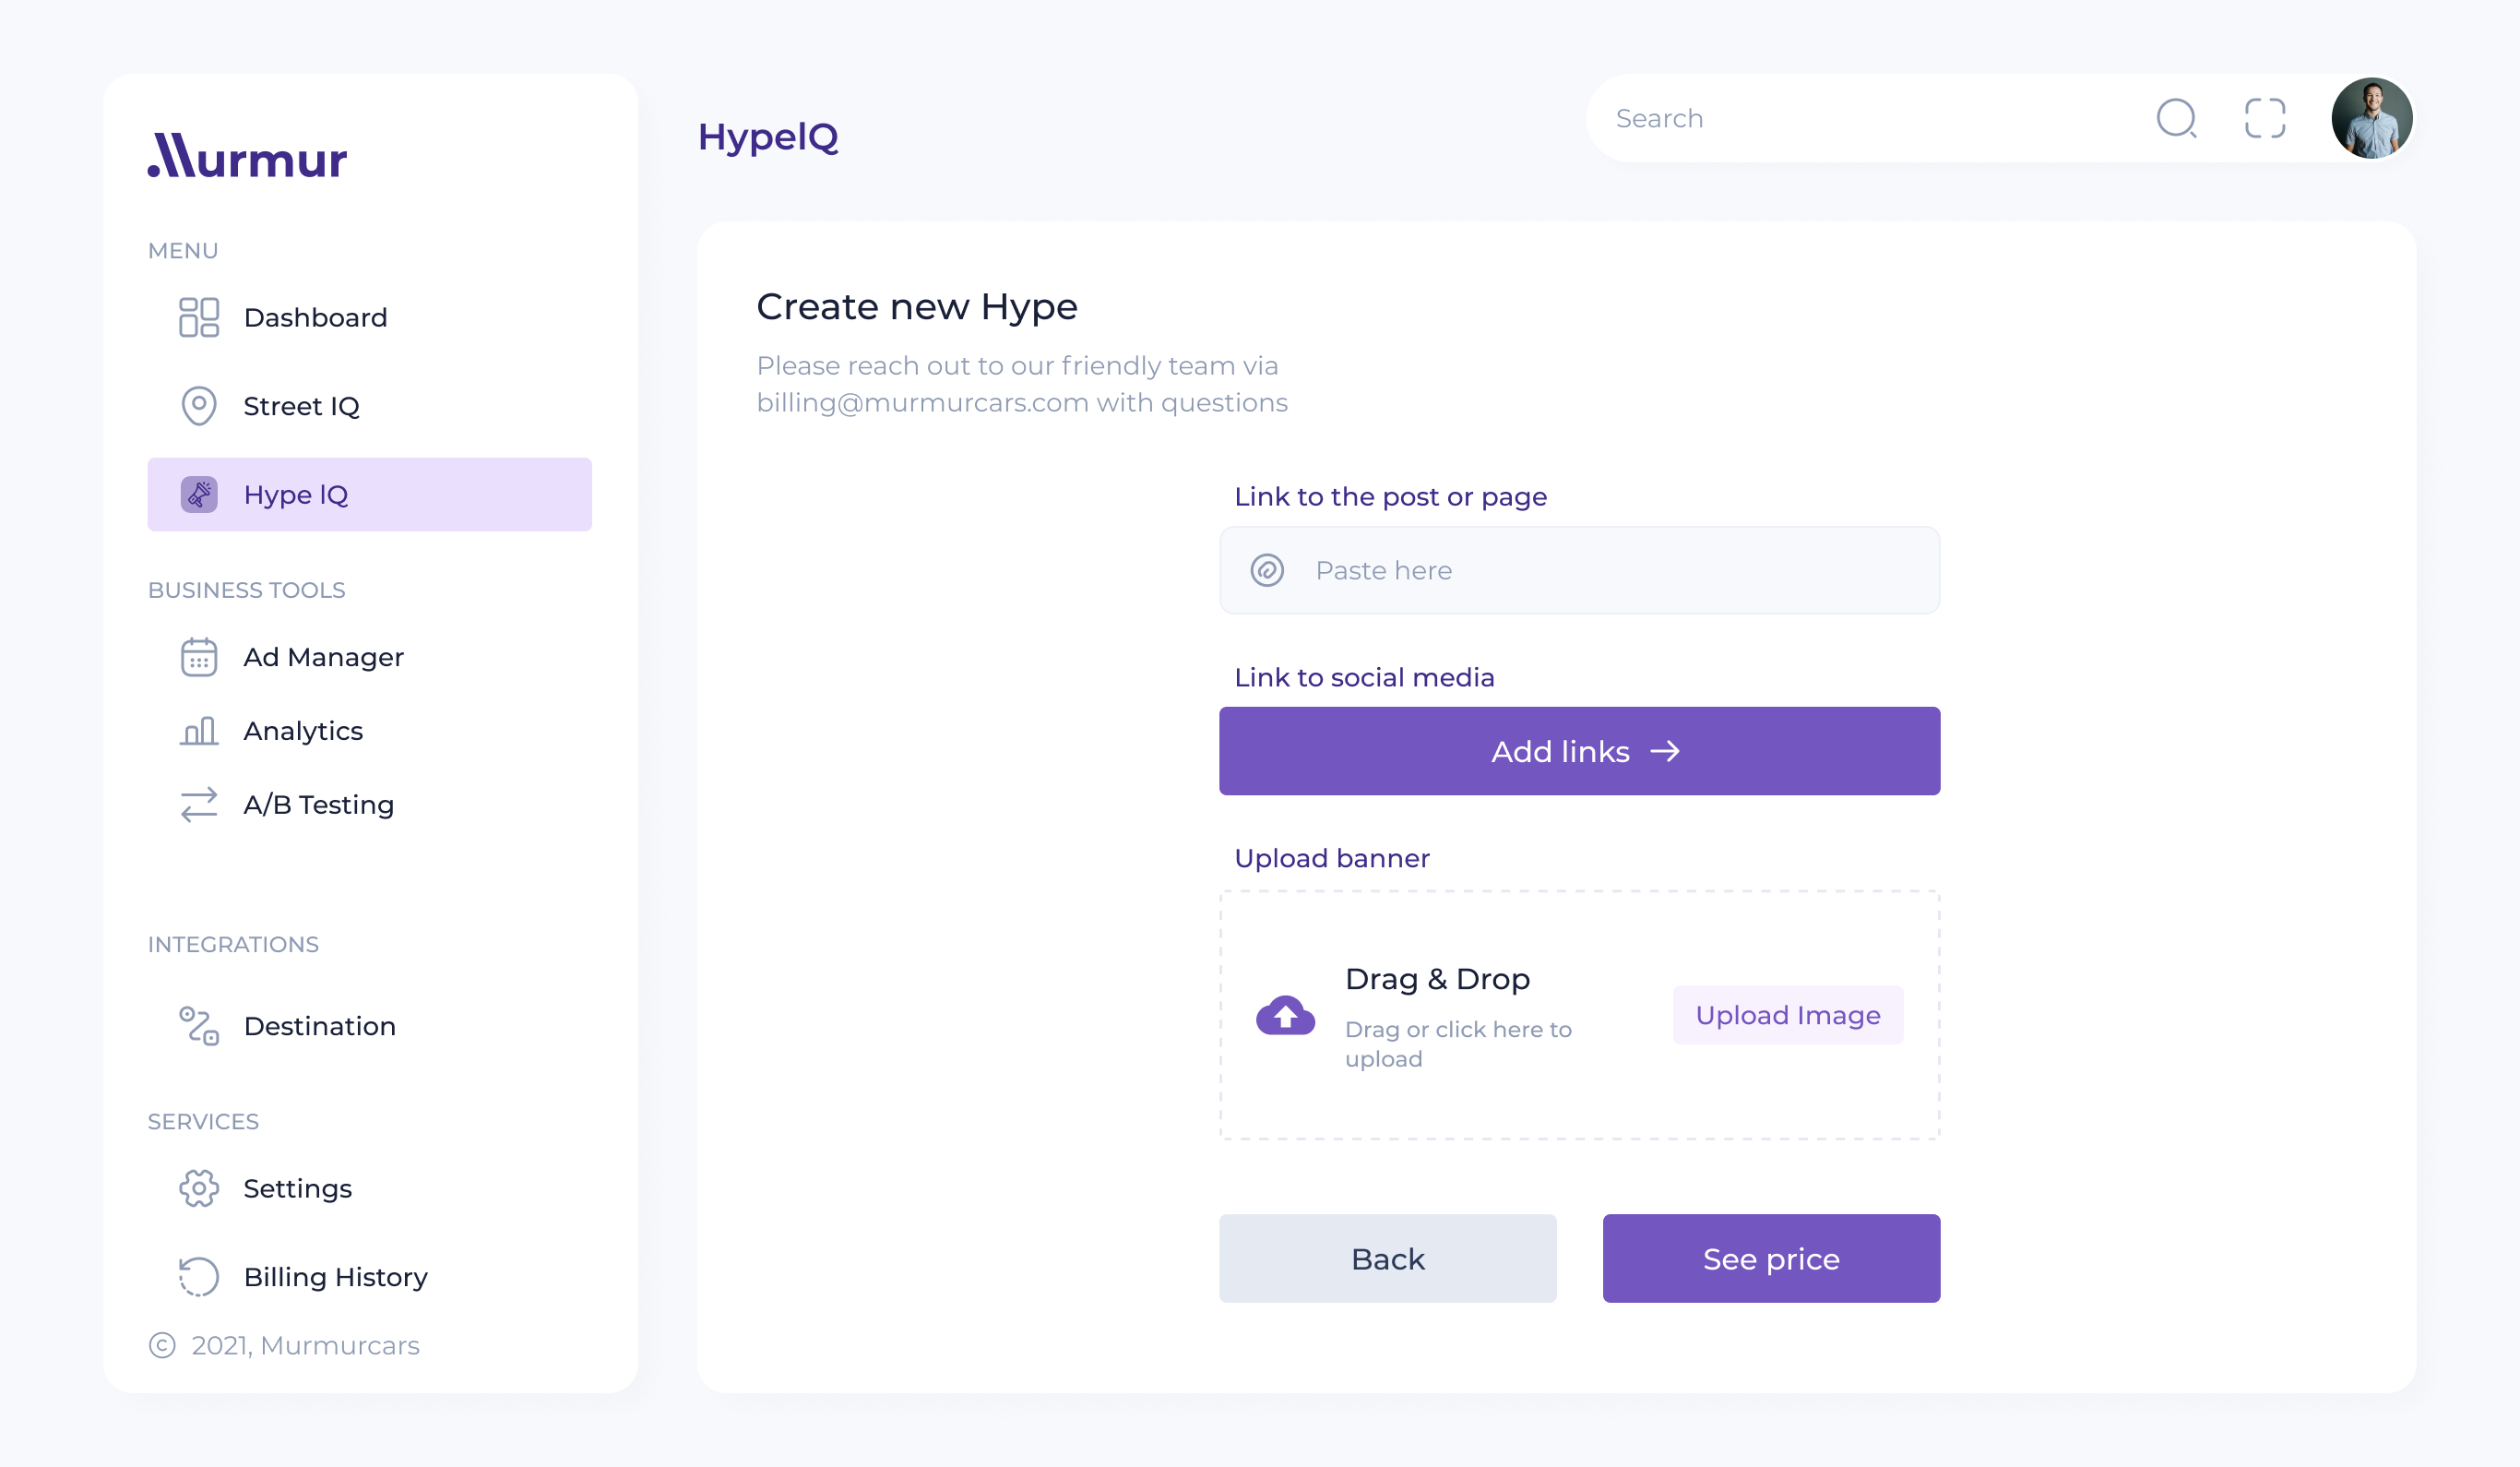 Murmur
MENU
Dashboard
Street IQ
Hype lQ
BUSINESS TOOLS
Ad Manager
Analytics
A/B Testing
INTEGRATIONS
Destination
SERVICES
Settings
Billing History
© 2021, Murmurcars
HypelQ
Search
Create new Hype
Please reach out to our friendly team via
billing@murmurcars.com with questions
Link to the post or page
Paste here
Link to social media
Add links →
Upload banner
Drag & Drop
Drag or click here to
upload
Upload Image
Back
See price